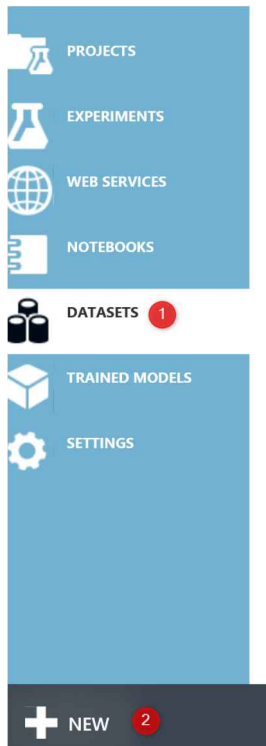 PROJECTS
EXPERIMENTS
WEB SERVICES
NOTEBOOKS
DATASETS 1
TRAINED MODELS
SETTINGS
NEW 2